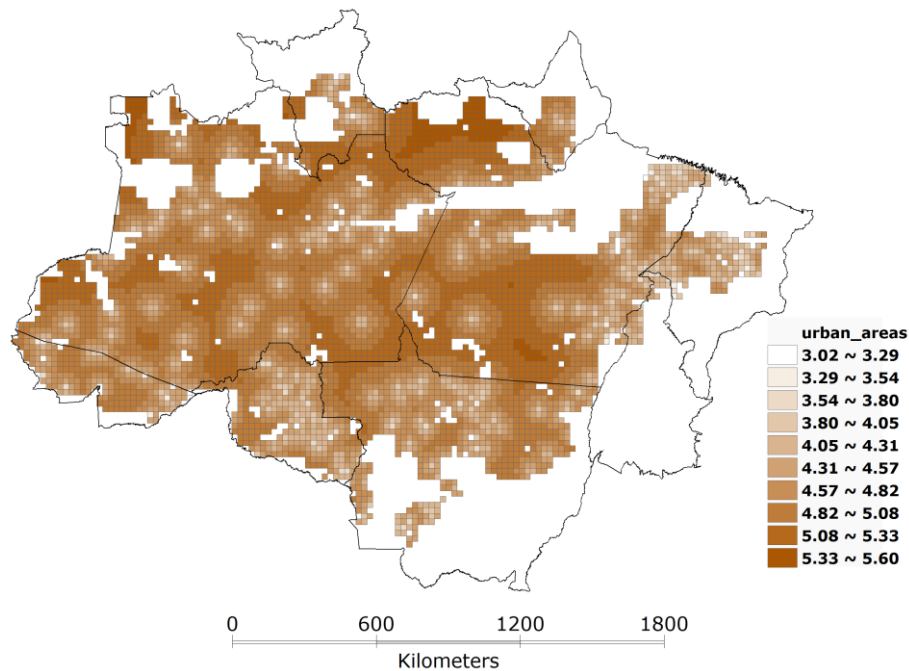 urban_areas
3.02 ~ 3.29
3.29 ~ 3.54
3.54 ~ 3.80
3.80 ~ 4.05
4.05 ~ 4.31
4.31 ~ 4.57
4.57 ~ 4.82
4.82 ~ 5.08
5.08 ~ 5.33
5.33 ~ 5.60
0 600 1200 1800
Kilometers